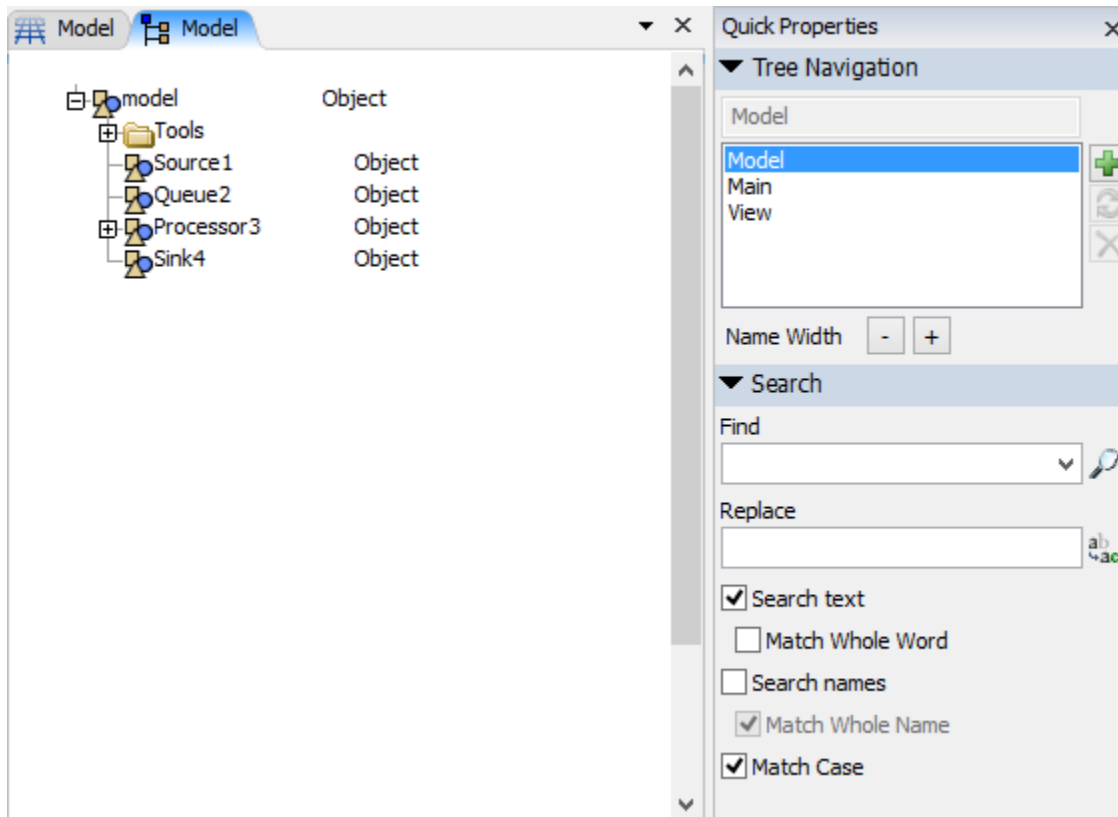 Model
Model
model Object
Tools
Source1 Object
Queue2 Object
Processor3 Object
Sink4 Object
Quick Properties
Tree Navigation
Model
Model
Main
View
Name Width - +
Search
Find
Replace
ab
ac
Search text
Match Whole Word
Search names
Match Whole Name
Match Case